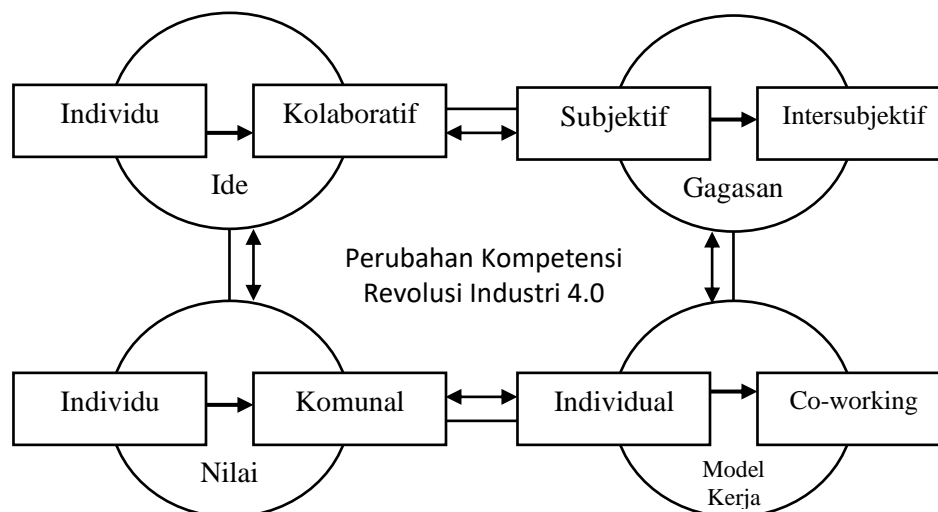 Individu
Kolaboratif
Ide
Subjektif
Intersubjektif
Gagasan
Perubahan Kompetensi
Revolusi Industri 4.0
Individu
Komunal
Nilai
Individual
Co-working
Model
Kerja